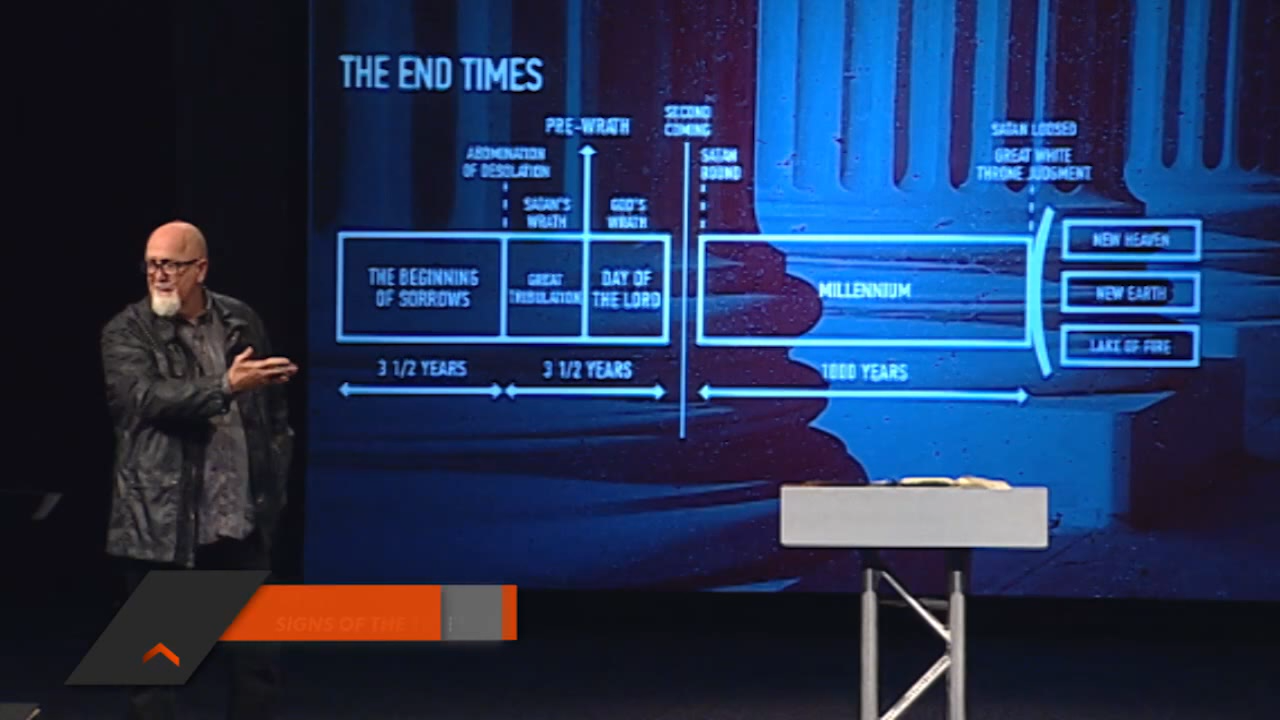 THE END TIMES
PRE-WRATH
SECOND
COMING
ABOMINATION
OF DESOLATION
SATAN
BOUND
SATAN LOOSED
GREAT WHITE
THRONE JUDGMENT
SATAN'S
WRATH
GOD'S
WRATH
THE BEGINNING
OF SORROWS
GREAT
TRIBULATION
DAY OF
THE LORD
MILLENNIUM
NEW HEAVEN
NEW EARTH
LAKE OF FIRE
3 1/2 YEARS
3 1/2 YEARS
1000 YEARS
SIGNS OF THE